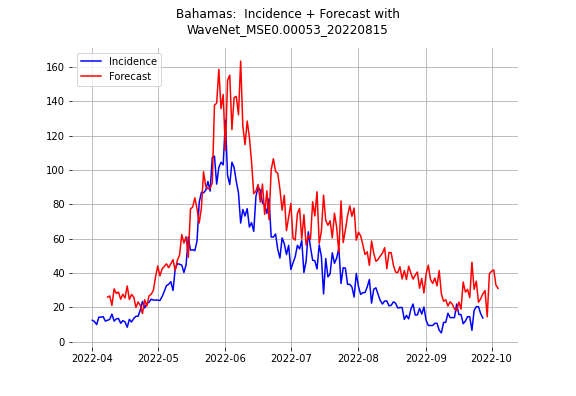 Bahamas:  Incidence + Forecast with
WaveNet_MSE0.00053_20220815
Incidence
Forecast
160
140
120
100
80
60
40
20
0
2022-04 2022-05 2022-06 2022-07 2022-08 2022-09 2022-10